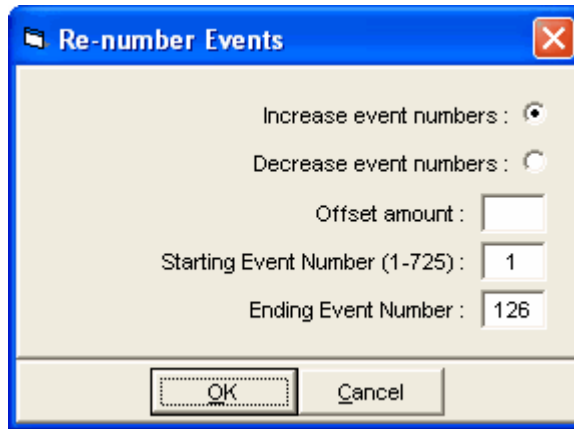 Re-number Events
Increase event numbers :
Decrease event numbers :
Offset amount :
Starting Event Number (1-725) : 1
Ending Event Number : 126
OK Cancel